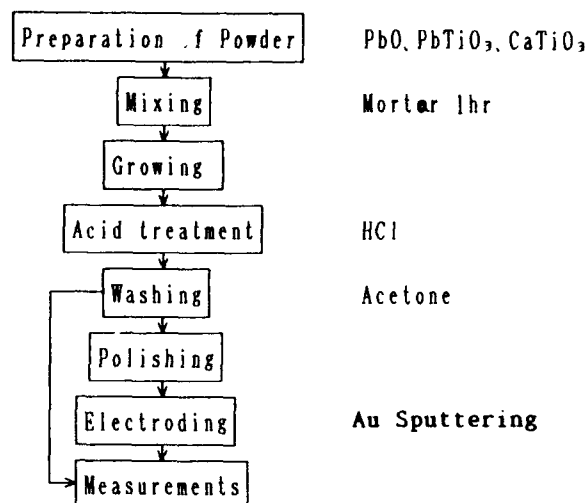 Preparation of Powder PbO、PbTiO₃、CaTiO₃
Mixing Mortar 1hr
Growing
Acid treatment HCl
Washing Acetone
Polishing
Electroding Au Sputtering
Measurements